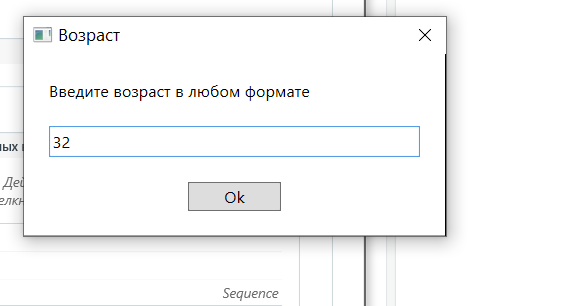 Возраст
Введите возраст в любом формате
32
Ok
Sequence